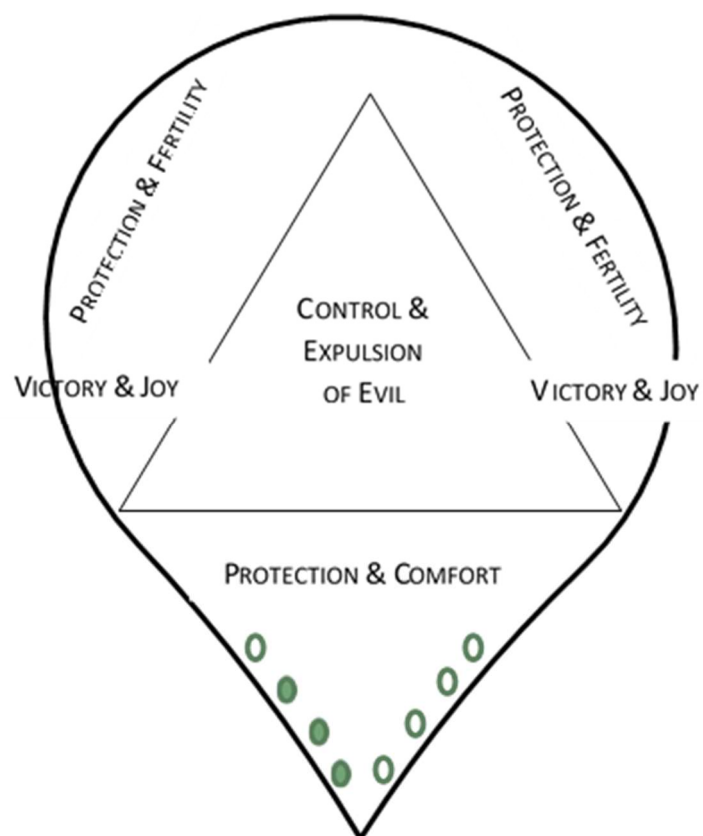 PROTECTION & FERTILITY
PROTECTION & FERTILITY
CONTROL &
EXPULSION
OF EVIL
VICTORY & JOY
VICTORY & JOY
PROTECTION & COMFORT